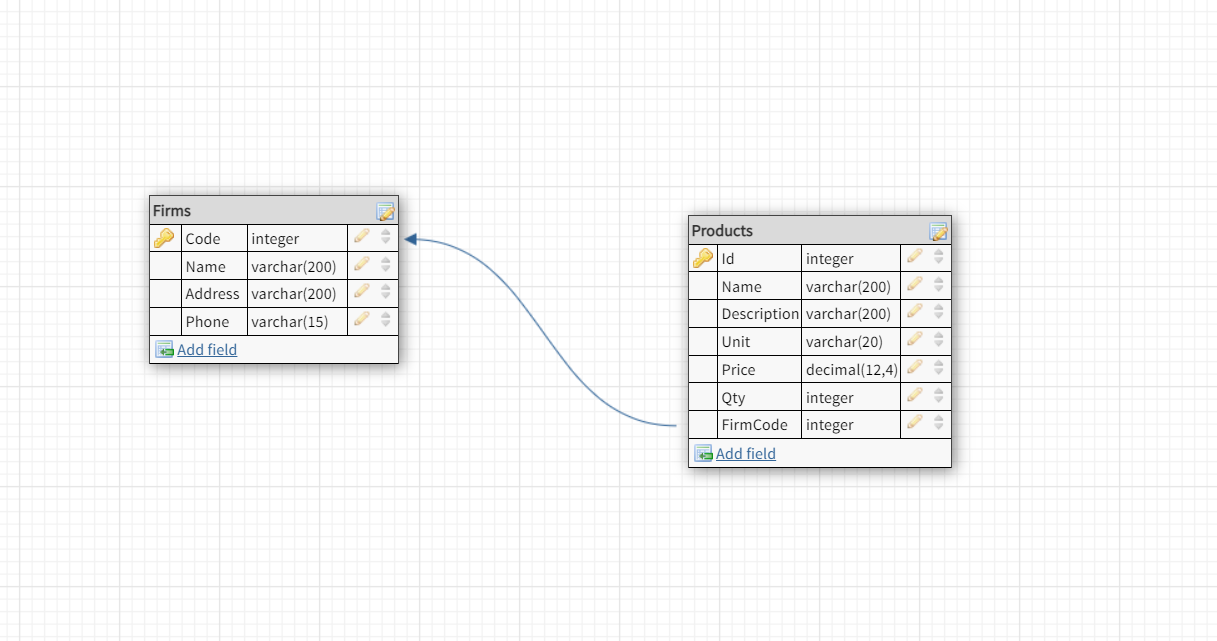 Firms
Code integer
Name varchar(200)
Address varchar(200)
Phone varchar(15)
Add field
Products
Id integer
Name varchar(200)
Description varchar(200)
Unit varchar(20)
Price decimal(12,4)
Qty integer
FirmCode integer
Add field